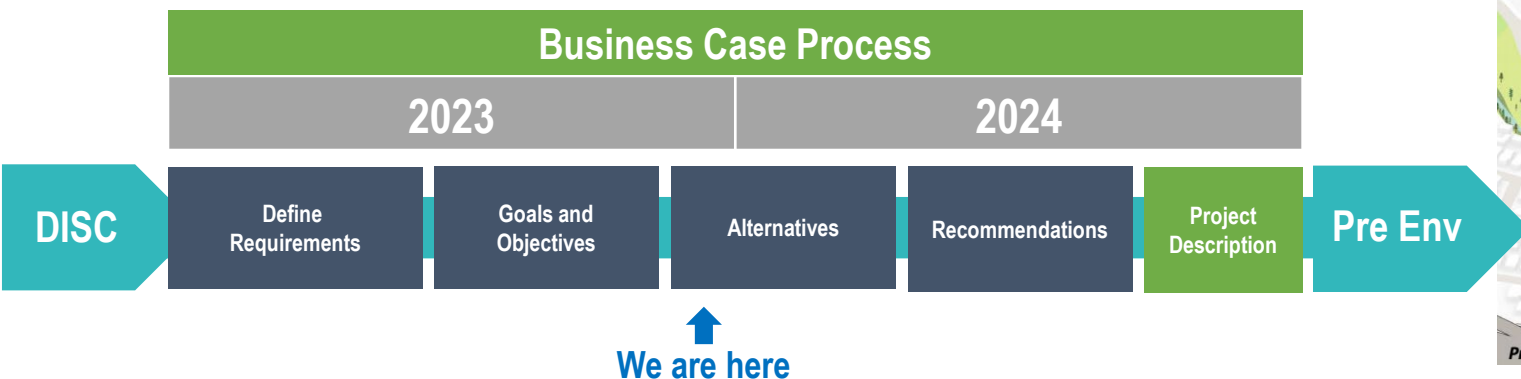 Business Case Process
2023
2024
DISC
Define
Requirements
Goals and
Objectives
Alternatives
Recommendations
Project
Description
Pre Env
We are here